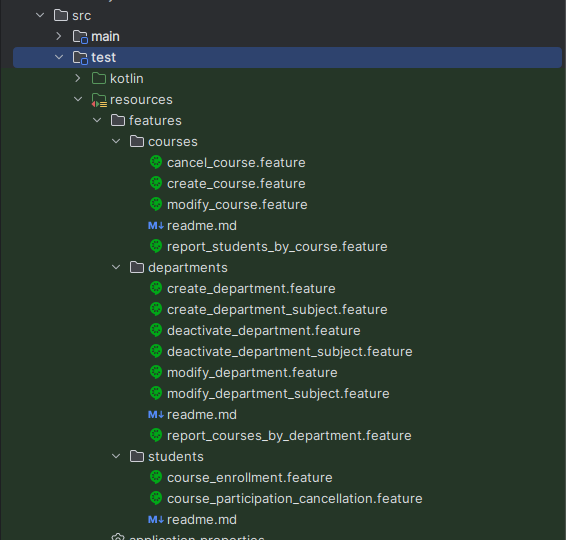 src
main
test
kotlin
resources
features
courses
cancel_course.feature
create_course.feature
modify_course.feature
M↓ readme.md
report_students_by_course.feature
departments
create_department.feature
create_department_subject.feature
deactivate_department.feature
deactivate_department_subject.feature
modify_department.feature
modify_department_subject.feature
M↓ readme.md
report_courses_by_department.feature
students
course_enrollment.feature
course_participation_cancellation.feature
M↓ readme.md
application.properties